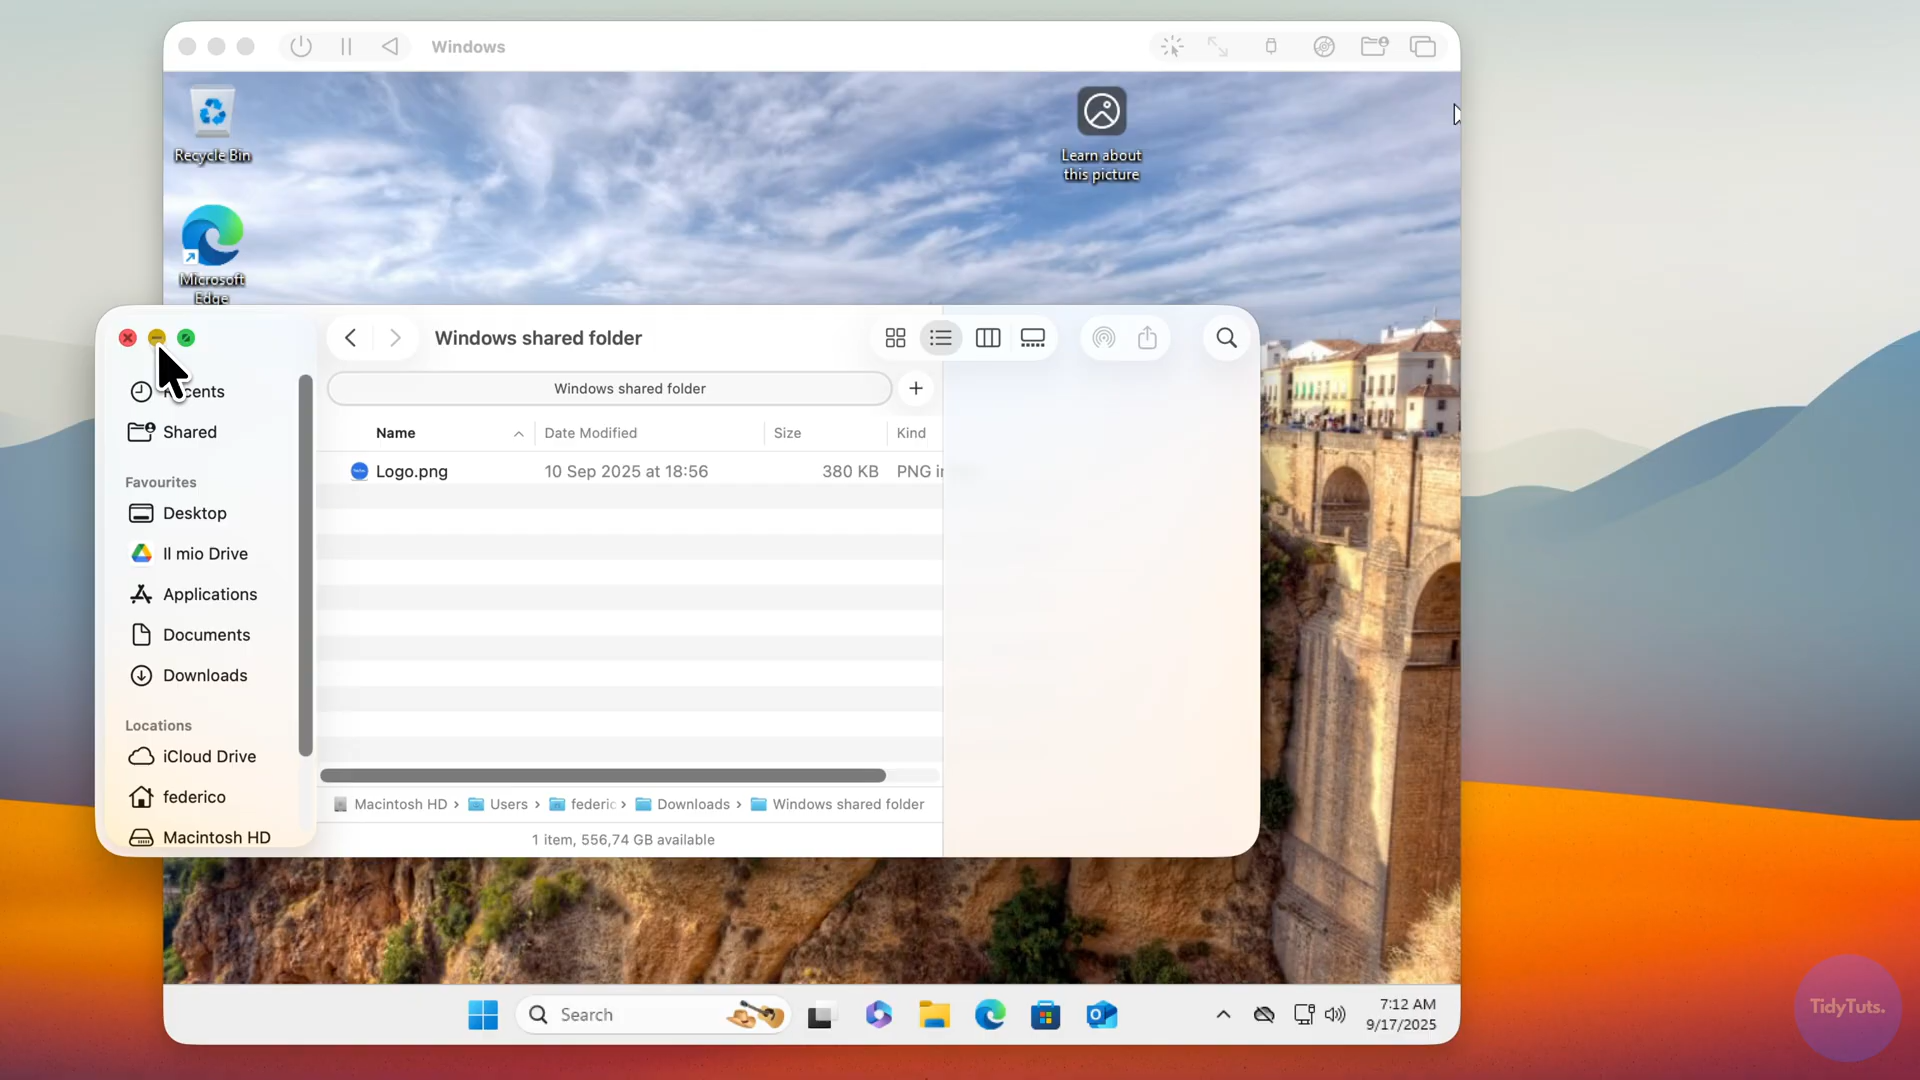 Windows
Recycle Bin
Learn about
this picture
Microsoft
Edge
Windows shared folder
Recents
Shared
Favourites
Desktop
Il mio Drive
Applications
Documents
Downloads
Locations
iCloud Drive
federico
Macintosh HD
Windows shared folder
Name Date Modified Size Kind
Logo.png 10 Sep 2025 at 18:56 380 KB PNG
Macintosh HD › Users › federic › Downloads › Windows shared folder
1 item, 556,74 GB available
Search
7:12 AM
9/17/2025
TidyTuts.